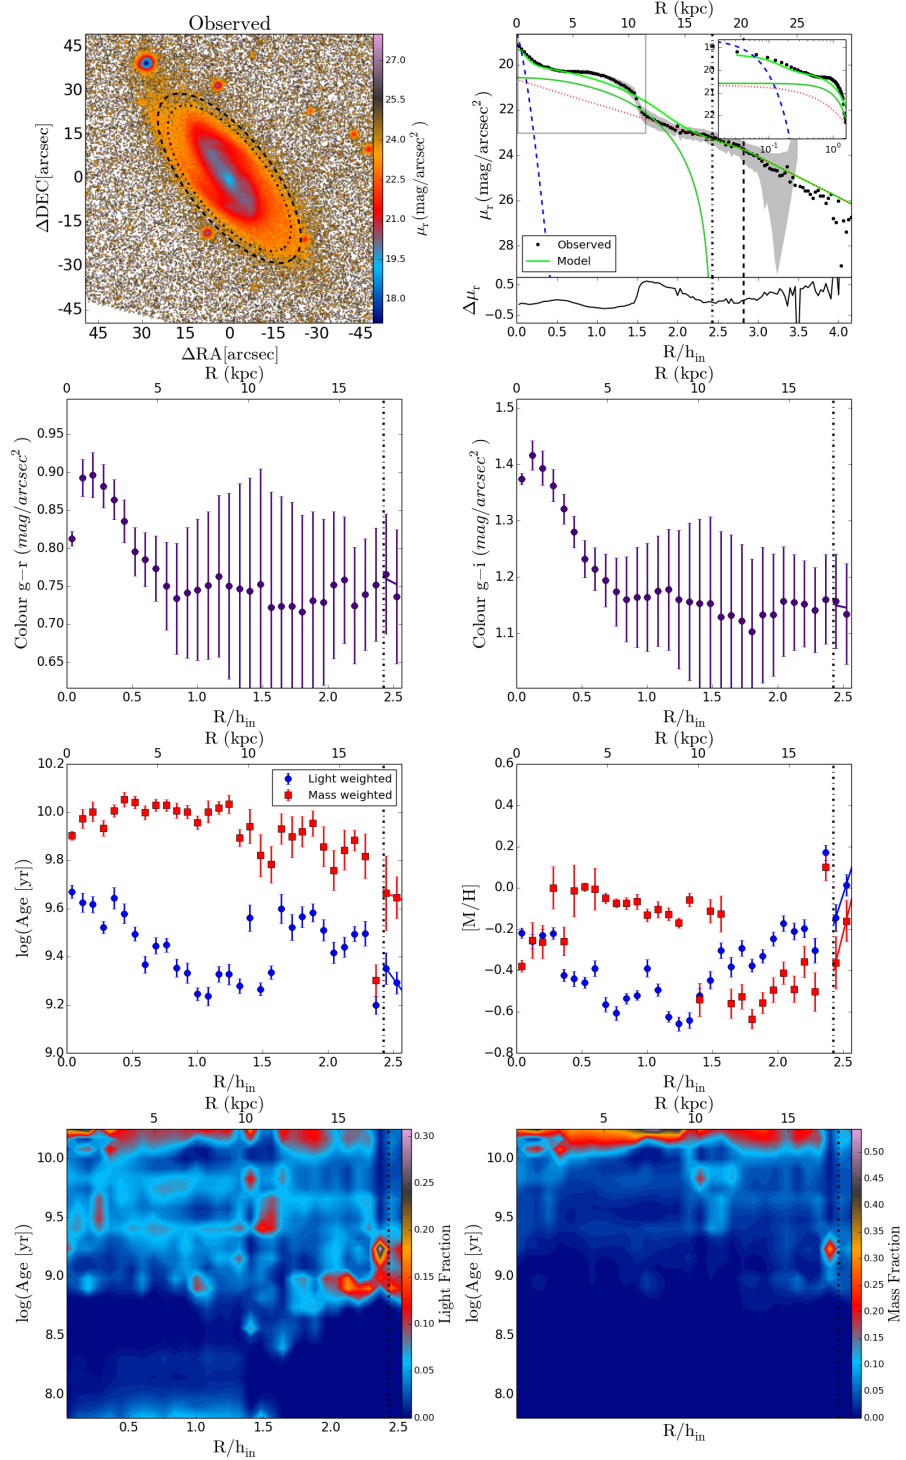 Observed
45
30
15
0
-15
-30
-45
ΔDEC[arcsec]
45 30 15 0 -15 -30 -45
ΔRA[arcsec]
27.0
25.5
24.0
22.5
21.0
19.5
18.0
μr(mag/arcsec²)
R (kpc)
0 5 10 15 20 25
20
22
24
26
28
μr (mag/arcsec²)
19
20
21
22
23
10⁻¹ 10⁰
Observed
Model
0.5
−0.5
Δμr
0.0 0.5 1.0 1.5 2.0 2.5 3.0 3.5 4.0
R/hin
R (kpc)
0 5 10 15
0.95
0.90
0.85
0.80
0.75
0.70
0.65
Colour g−r (mag/arcsec²)
0.0 0.5 1.0 1.5 2.0 2.5
R/hin
R (kpc)
0 5 10 15
1.5
1.4
1.3
1.2
1.1
Colour g−i (mag/arcsec²)
0.0 0.5 1.0 1.5 2.0 2.5
R/hin
R (kpc)
0 5 10 15
10.2
10.0
9.8
9.6
9.4
9.2
9.0
log(Age [yr])
Light weighted
Mass weighted
0.0 0.5 1.0 1.5 2.0 2.5
R/hin
R (kpc)
0 5 10 15
0.6
0.4
0.2
0.0
−0.2
−0.4
−0.6
−0.8
[M/H]
0.0 0.5 1.0 1.5 2.0 2.5
R/hin
R (kpc)
5 10 15
10.0
9.5
9.0
8.5
8.0
log(Age [yr])
0.5 1.0 1.5 2.0 2.5
R/hin
0.30
0.25
0.20
0.15
0.10
0.05
0.00
Light Fraction
R (kpc)
5 10 15
10.0
9.5
9.0
8.5
8.0
log(Age [yr])
R/hin
0.50
0.45
0.40
0.35
0.30
0.25
0.20
0.15
0.10
0.05
0.00
Mass Fraction